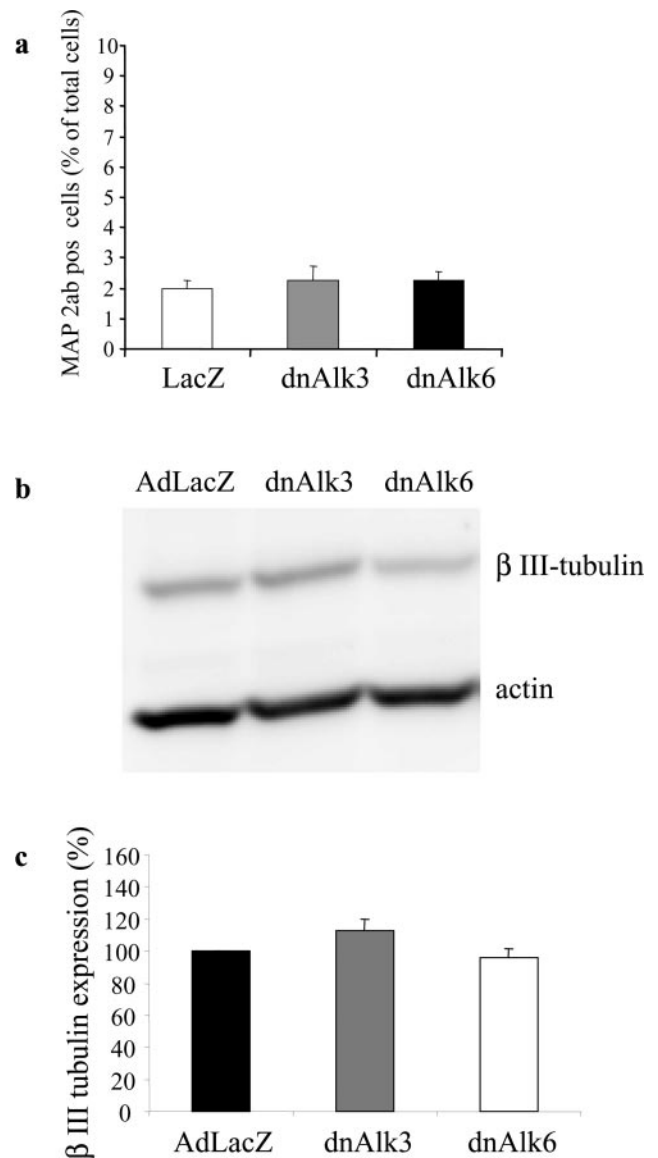 a
MAP 2ab pos cells (% of total cells)
10
9
8
7
6
5
4
3
2
1
0
LacZ dnAlk3 dnAlk6
b
AdLacZ dnAlk3 dnAlk6
β III-tubulin
actin
c
β III tubulin expression (%)
160
140
120
100
80
60
40
20
0
AdLacZ dnAlk3 dnAlk6